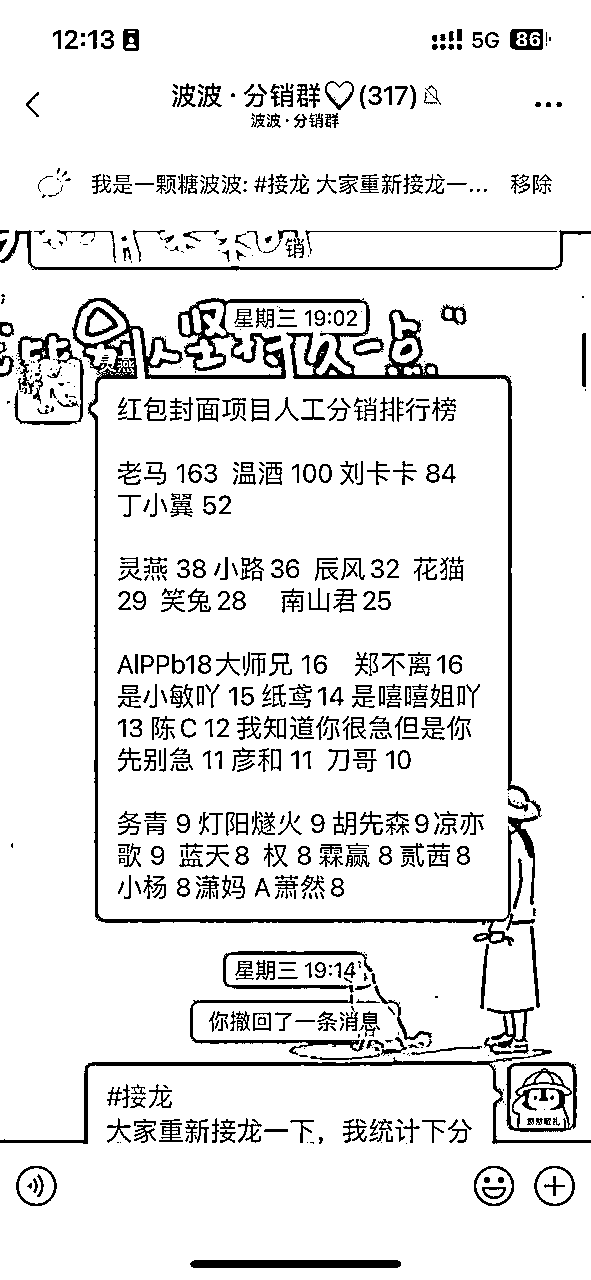 12:13
5G 86
波波·分销群♡(317)
波波·分销群
我是一颗糖波波: #接龙 大家重新接龙一... 移除
销
星期三 19:02
红包封面项目人工分销排行榜
老马 163 温酒 100 刘卡卡 84
丁小翼 52
灵燕 38 小路 36 辰风 32 花猫
29 笑兔 28 南山君 25
AIPPb18大师兄 16 郑不离 16
是小敏吖 15 纸鸢 14 是嘻嘻姐吖
13 陈C 12 我知道你很急但是你
先别急 11 彦和 11 刀哥 10
务青 9 灯阳燧火 9 胡先森 9 凉亦
歌 9 蓝天 8 权 8 霖赢 8 贰茜 8
小杨 8 潇妈 A萧然 8
星期三 19:14
你撤回了一条消息
#接龙
大家重新接龙一下，我统计下分